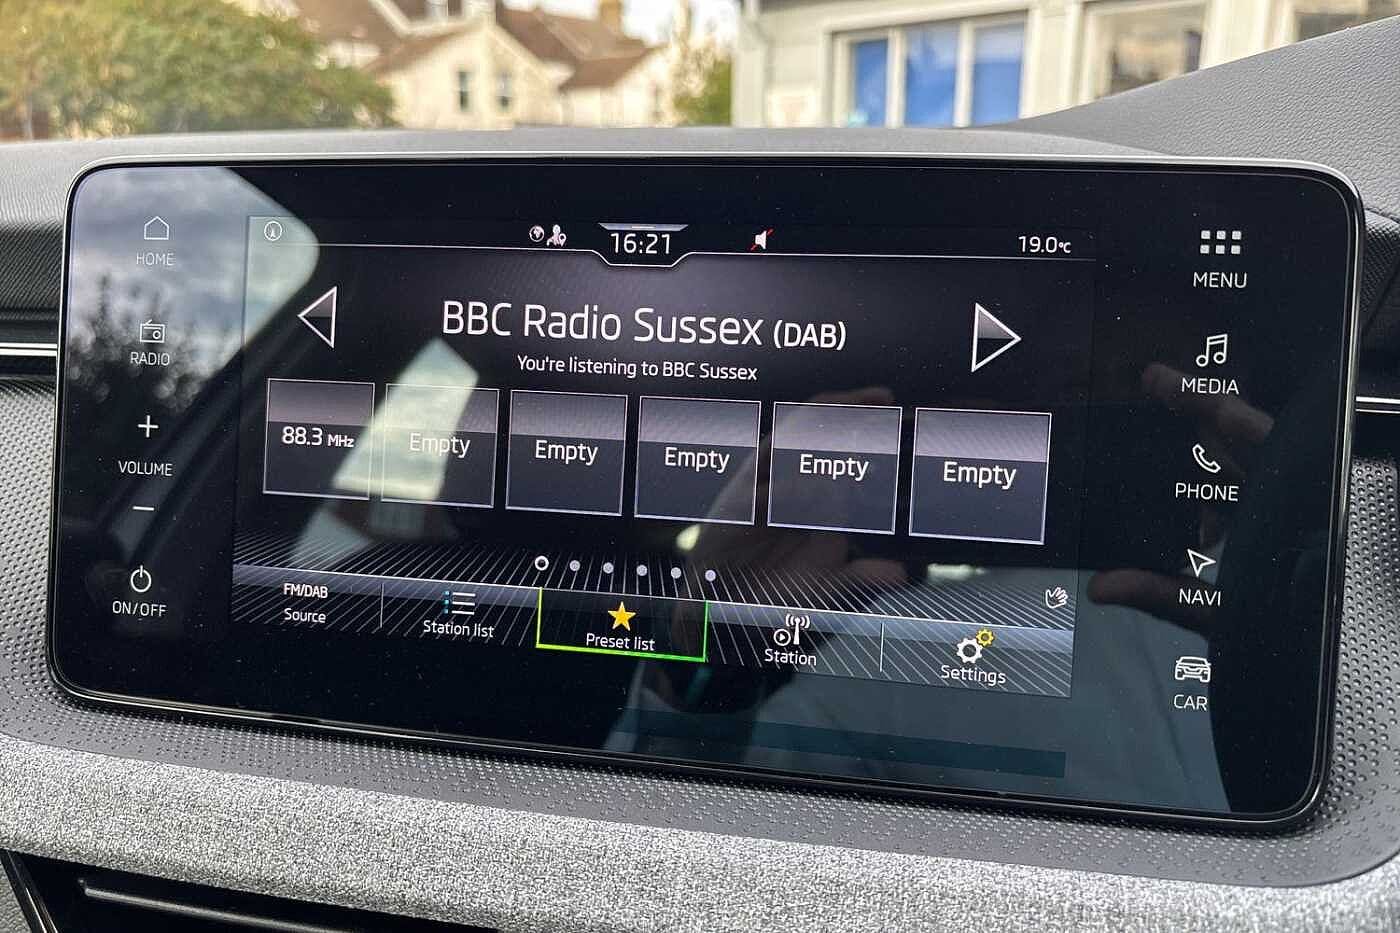 16:21
19.0°C
HOME
RADIO
VOLUME
ON/OFF
BBC Radio Sussex (DAB)
You're listening to BBC Sussex
88.3 MHz
Empty
Empty
Empty
Empty
Empty
FM/DAB
Source
Station list
Preset list
Station
Settings
MENU
MEDIA
PHONE
NAVI
CAR